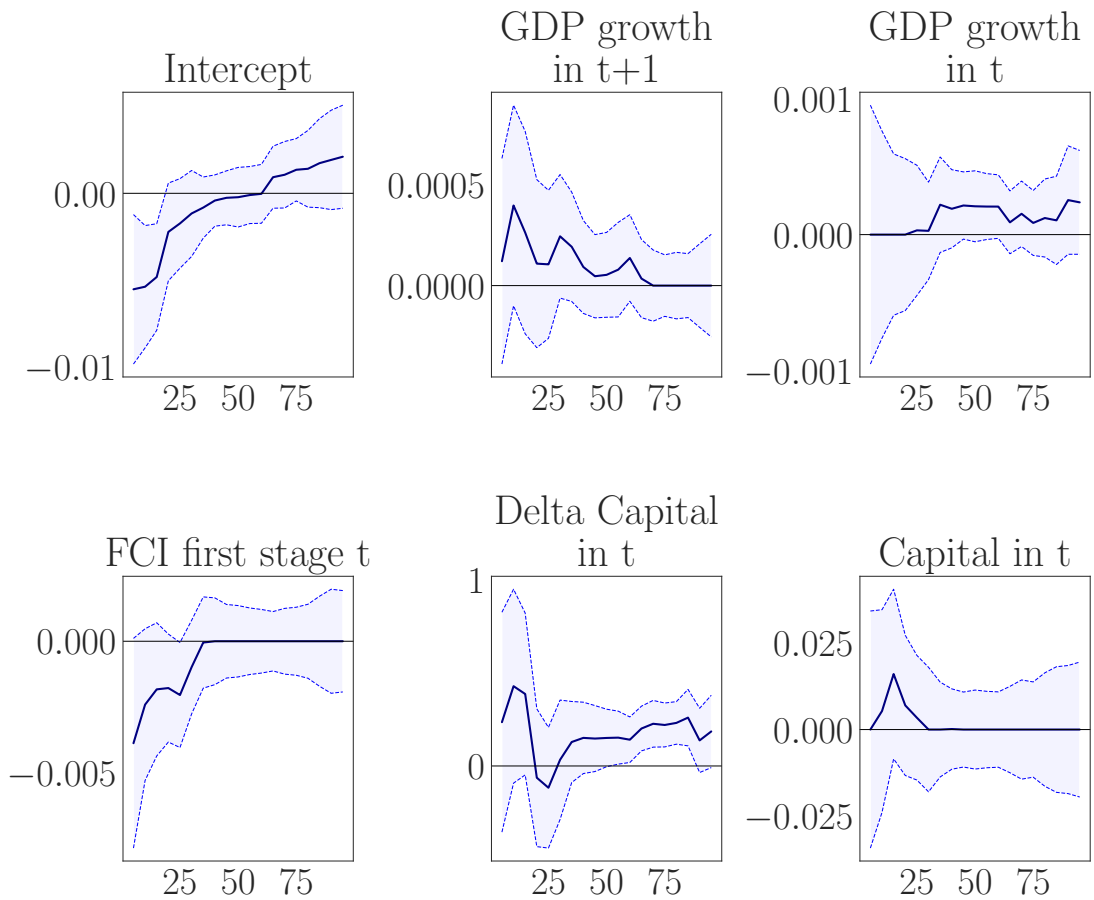 Intercept
GDP growth
in t+1
GDP growth
in t
0.00
−0.01
25 50 75
0.0005
0.0000
25 50 75
0.001
0.000
−0.001
25 50 75
FCI first stage t
Delta Capital
in t
Capital in t
0.000
−0.005
25 50 75
1
0
25 50 75
0.025
0.000
−0.025
25 50 75